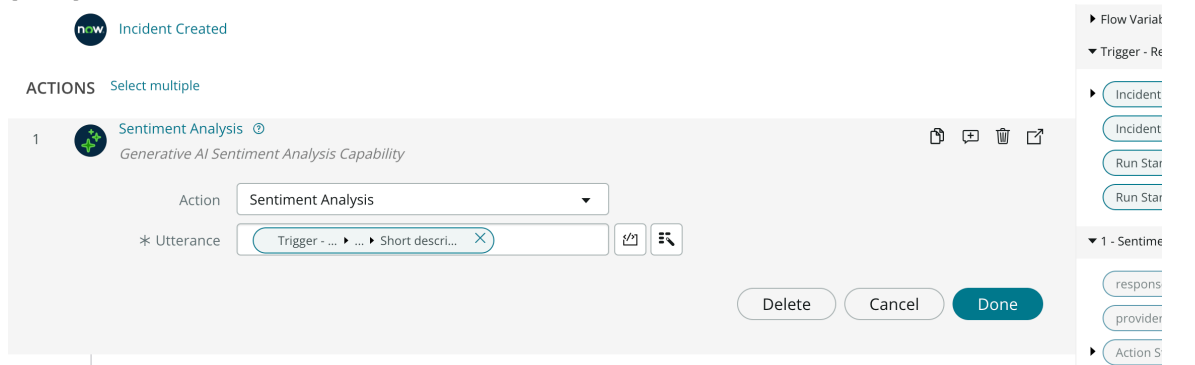 now Incident Created
ACTIONS Select multiple
1 Sentiment Analysis
Generative AI Sentiment Analysis Capability
Action Sentiment Analysis
* Utterance Trigger - ... ▸ ... ▸ Short descri... ×
Delete Cancel Done
Flow Variab
Trigger - Re
Incident
Incident
Run Star
Run Star
1 - Sentime
respons
provider
Action S